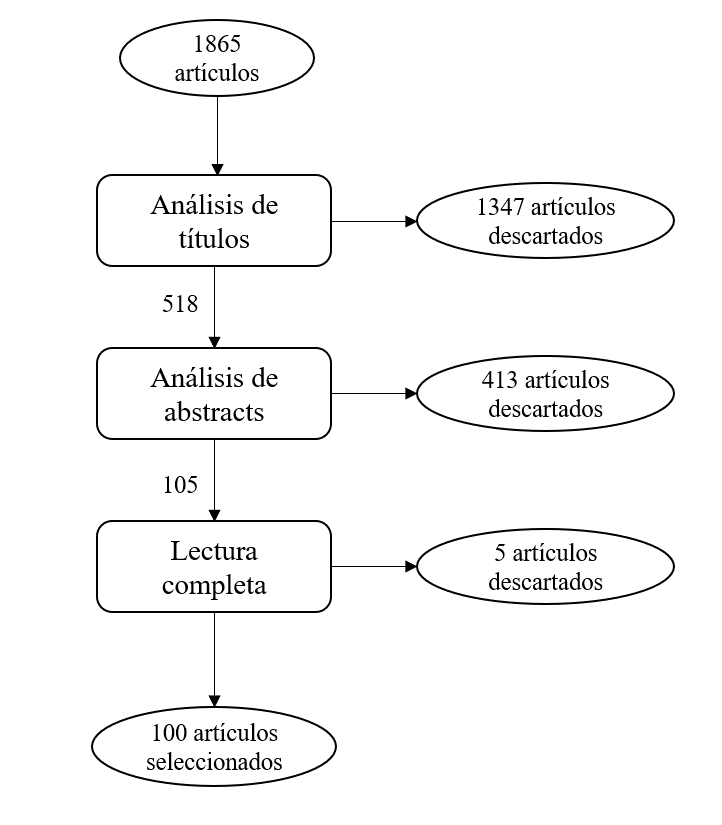 1865
artículos
Análisis de
títulos
1347 artículos
descartados
518
Análisis de
abstracts
413 artículos
descartados
105
Lectura
completa
5 artículos
descartados
100 artículos
seleccionados